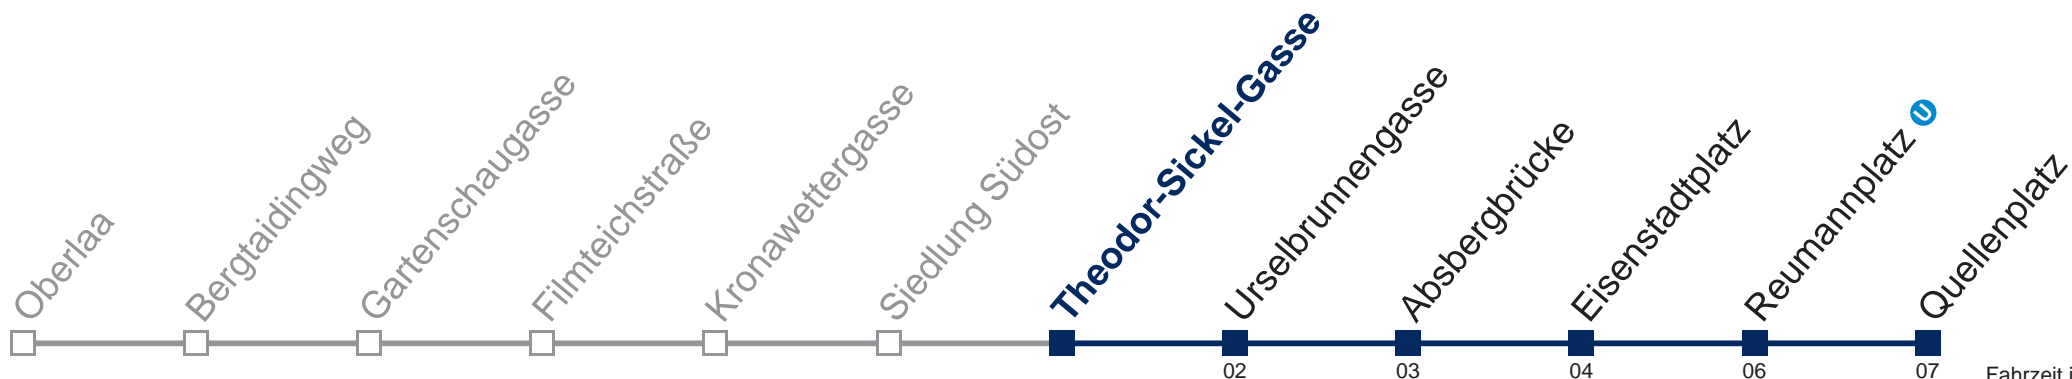 Oberlaa
Bergtaidingweg
Gartenschaugasse
Filmteichstraße
Kronawettergasse
Siedlung Südost
Theodor-Sickel-Gasse
Urselbrunnengasse
Absbergbrücke
Eisenstadtplatz
Reumannplatz U
Quellenplatz
02 03 04 06 07 Fahrzeit